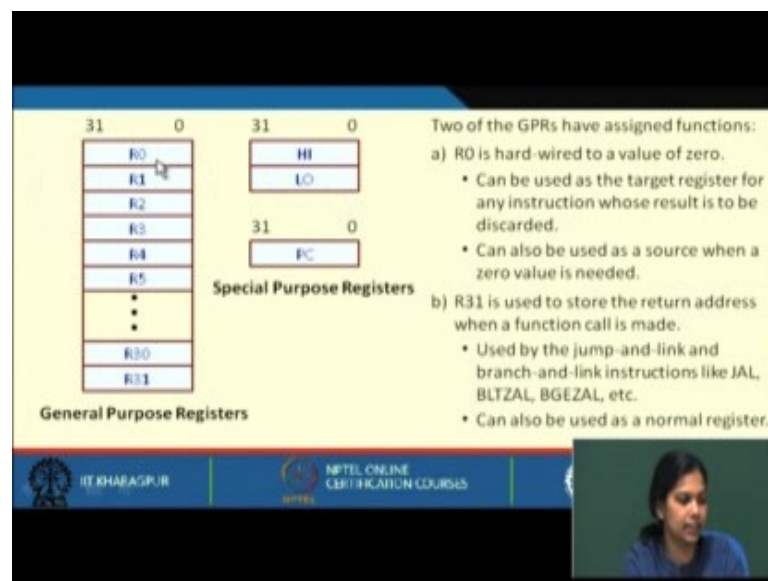 31 0
R0
R1
R2
R3
R4
R5
R30
R31
General Purpose Registers
31 0
HI
LO
31 0
PC
Special Purpose Registers
Two of the GPRs have assigned functions:
a) R0 is hard-wired to a value of zero.
• Can be used as the target register for
any instruction whose result is to be
discarded.
• Can also be used as a source when a
zero value is needed.
b) R31 is used to store the return address
when a function call is made.
• Used by the jump-and-link and
branch-and-link instructions like JAL,
BLTZAL, BGEZAL, etc.
• Can also be used as a normal register.
IIT KHARAGPUR
NPTEL ONLINE
CERTIFICATION COURSES
NPTEL